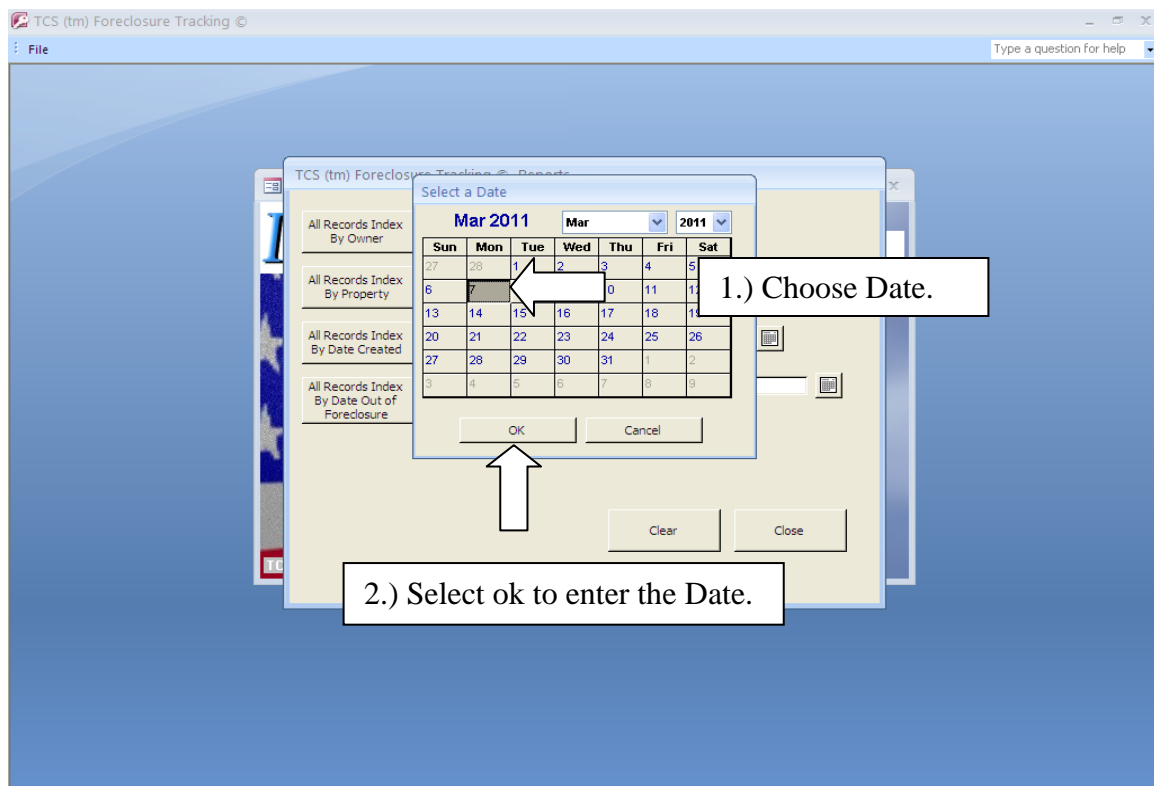 TCS (tm) Foreclosure Tracking ©
File
Type a question for help
TCS (tm) Foreclosure Tracking © Reports
Select a Date
Mar 2011 Mar 2011
Sun Mon Tue Wed Thu Fri Sat
27 28 1 2 3 4 5
6 7 11
13 14 15 16 17 18 19
20 21 22 23 24 25 26
27 28 29 30 31 1 2
3 4 5 6 7 8 9
OK Cancel
All Records Index
By Owner
All Records Index
By Property
All Records Index
By Date Created
All Records Index
By Date Out of
Foreclosure
1.) Choose Date.
Clear Close
2.) Select ok to enter the Date.